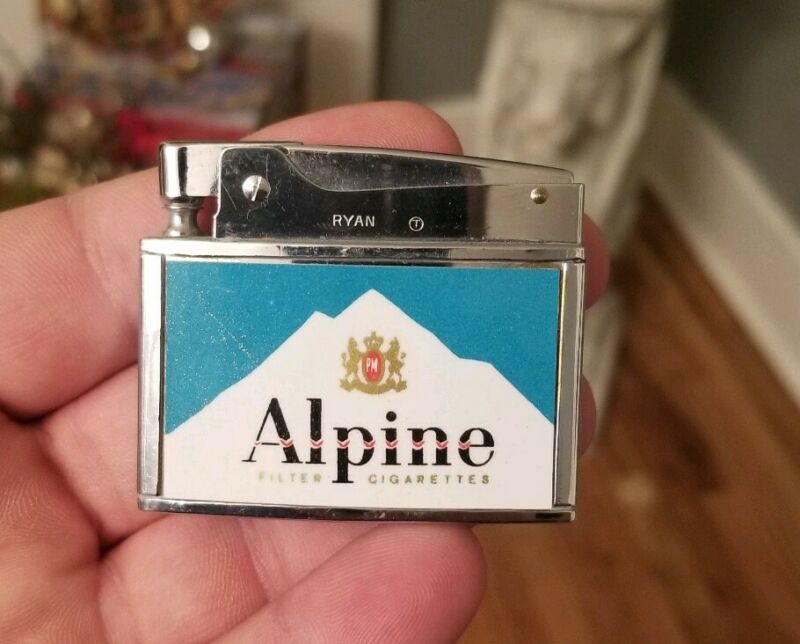 RYAN Ⓣ
PM
Alpine
FILTER CIGARETTES